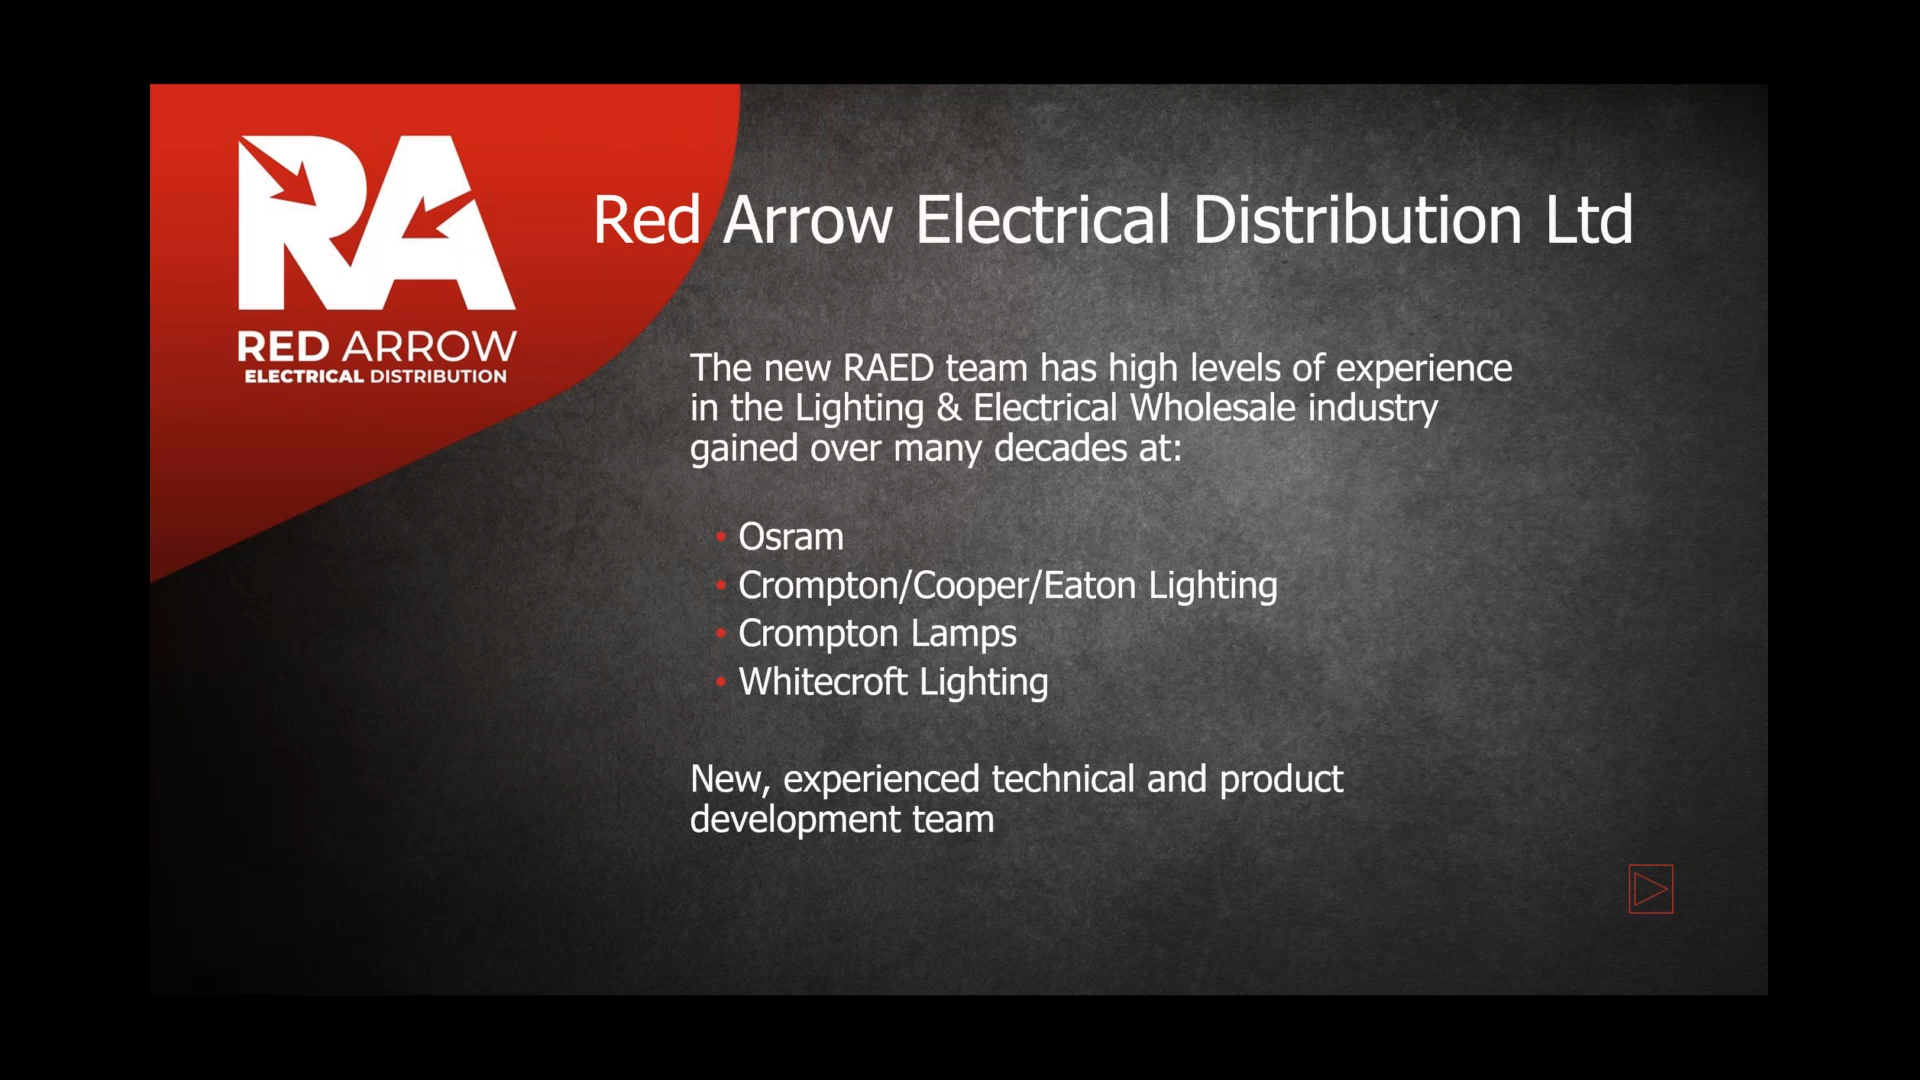 RA
RED ARROW
ELECTRICAL DISTRIBUTION
Red Arrow Electrical Distribution Ltd
The new RAED team has high levels of experience
in the Lighting & Electrical Wholesale industry
gained over many decades at:
• Osram
• Crompton/Cooper/Eaton Lighting
• Crompton Lamps
• Whitecroft Lighting
New, experienced technical and product
development team